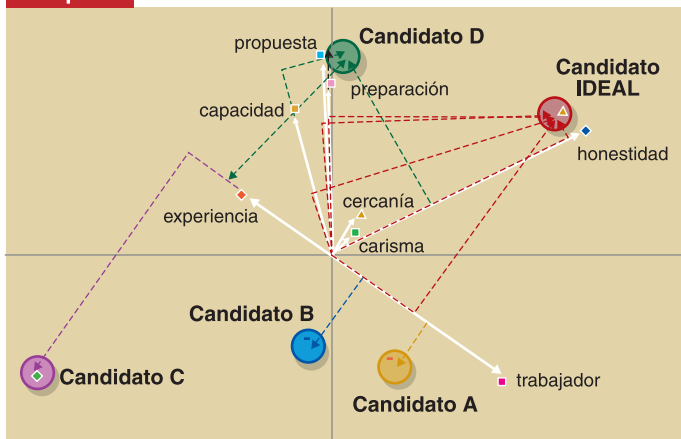 Candidato D
propuesta
Candidato
IDEAL
preparación
capacidad
honestidad
cercanía
experiencia
carisma
Candidato B
Candidato C
trabajador
Candidato A